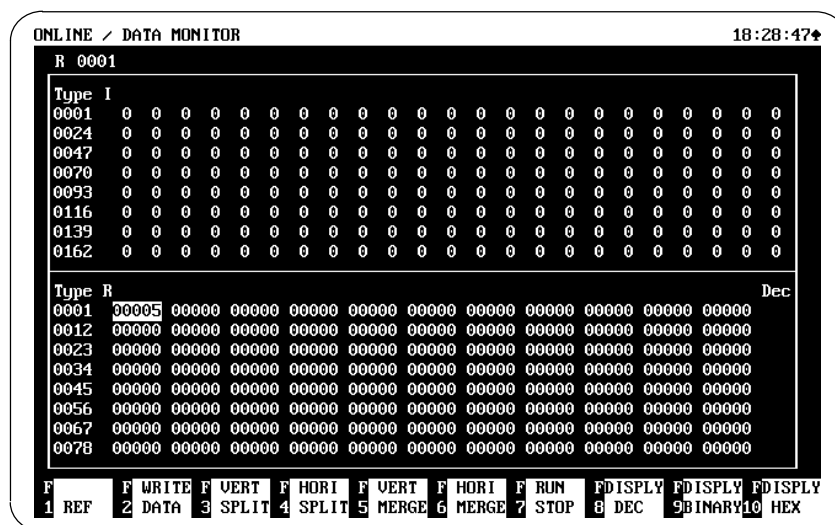 ONLINE / DATA MONITOR 18:28:47♠
R 0001
Type I
0001 0 0 0 0 0 0 0 0 0 0 0 0 0 0 0 0 0 0 0 0 0 0 0
0024 0 0 0 0 0 0 0 0 0 0 0 0 0 0 0 0 0 0 0 0 0 0 0
0047 0 0 0 0 0 0 0 0 0 0 0 0 0 0 0 0 0 0 0 0 0 0 0
0070 0 0 0 0 0 0 0 0 0 0 0 0 0 0 0 0 0 0 0 0 0 0 0
0093 0 0 0 0 0 0 0 0 0 0 0 0 0 0 0 0 0 0 0 0 0 0 0
0116 0 0 0 0 0 0 0 0 0 0 0 0 0 0 0 0 0 0 0 0 0 0 0
0139 0 0 0 0 0 0 0 0 0 0 0 0 0 0 0 0 0 0 0 0 0 0 0
0162 0 0 0 0 0 0 0 0 0 0 0 0 0 0 0 0 0 0 0 0 0 0 0
Type R Dec
0001 00005 00000 00000 00000 00000 00000 00000 00000 00000 00000 00000
0012 00000 00000 00000 00000 00000 00000 00000 00000 00000 00000 00000
0023 00000 00000 00000 00000 00000 00000 00000 00000 00000 00000 00000
0034 00000 00000 00000 00000 00000 00000 00000 00000 00000 00000 00000
0045 00000 00000 00000 00000 00000 00000 00000 00000 00000 00000 00000
0056 00000 00000 00000 00000 00000 00000 00000 00000 00000 00000 00000
0067 00000 00000 00000 00000 00000 00000 00000 00000 00000 00000 00000
0078 00000 00000 00000 00000 00000 00000 00000 00000 00000 00000 00000
F F WRITE F VERT F HORI F VERT F HORI F RUN FDISPLY FDISPLY FDISPLY
1 REF 2 DATA 3 SPLIT 4 SPLIT 5 MERGE 6 MERGE 7 STOP 8 DEC 9BINARY10 HEX